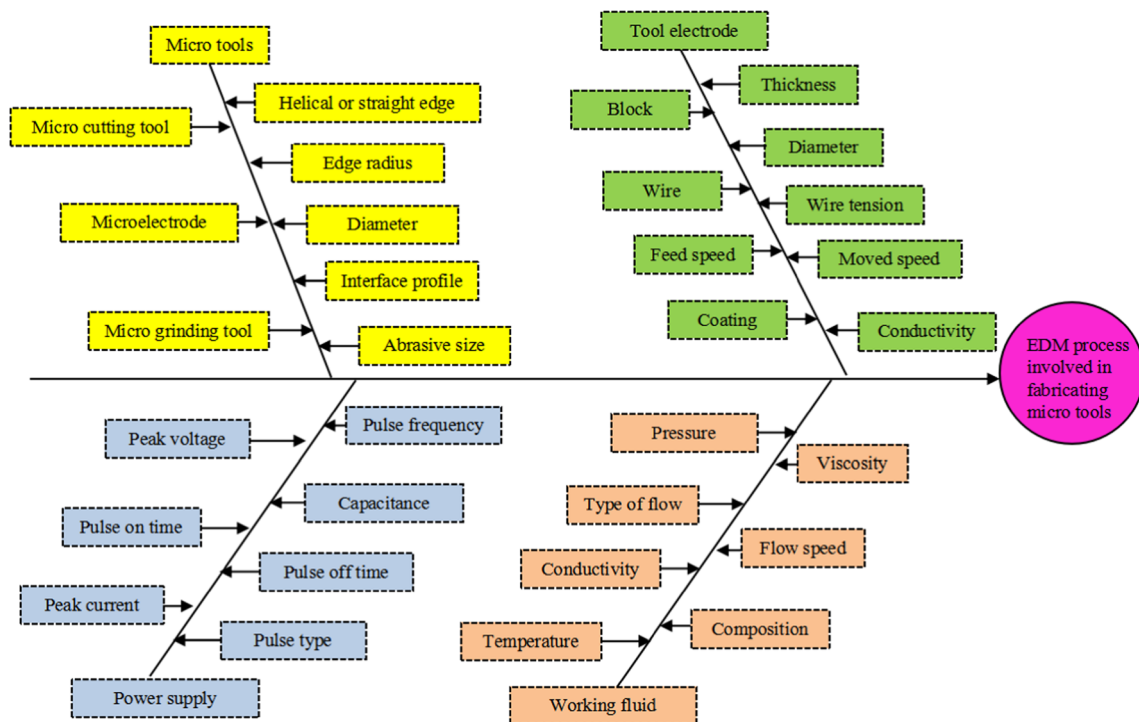 Micro tools
Helical or straight edge
Micro cutting tool
Edge radius
Microelectrode
Diameter
Interface profile
Micro grinding tool
Abrasive size
Tool electrode
Thickness
Block
Diameter
Wire
Wire tension
Feed speed
Moved speed
Coating
Conductivity
EDM process
involved in
fabricating
micro tools
Pulse frequency
Peak voltage
Capacitance
Pulse on time
Pulse off time
Peak current
Pulse type
Power supply
Pressure
Viscosity
Type of flow
Flow speed
Conductivity
Composition
Temperature
Working fluid